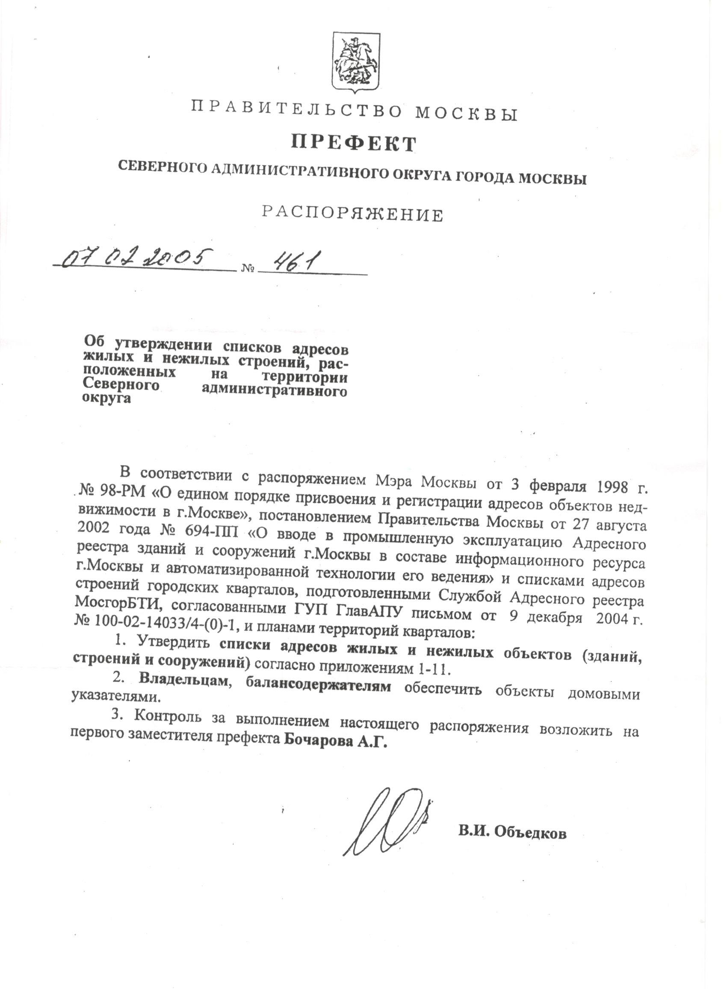 ПРАВИТЕЛЬСТВО МОСКВЫ
ПРЕФЕКТ
СЕВЕРНОГО АДМИНИСТРАТИВНОГО ОКРУГА ГОРОДА МОСКВЫ
РАСПОРЯЖЕНИЕ
07 02 2005 № 461
Об утверждении списков адресов
жилых и нежилых строений, рас-
положенных на территории
Северного административного
округа
В соответствии с распоряжением Мэра Москвы от 3 февраля 1998 г.
№ 98-РМ «О едином порядке присвоения и регистрации адресов объектов нед-
вижимости в г.Москве», постановлением Правительства Москвы от 27 августа
2002 года № 694-ПП «О вводе в промышленную эксплуатацию Адресного
реестра зданий и сооружений г.Москвы в составе информационного ресурса
г.Москвы и автоматизированной технологии его ведения» и списками адресов
строений городских кварталов, подготовленными Службой Адресного реестра
МосгорБТИ, согласованными ГУП ГлавАПУ письмом от 9 декабря 2004 г.
№ 100-02-14033/4-(0)-1, и планами территорий кварталов:
1. Утвердить списки адресов жилых и нежилых объектов (зданий,
строений и сооружений) согласно приложениям 1-11.
2. Владельцам, балансодержателям обеспечить объекты домовыми
указателями.
3. Контроль за выполнением настоящего распоряжения возложить на
первого заместителя префекта Бочарова А.Г.
В.И. Объедков